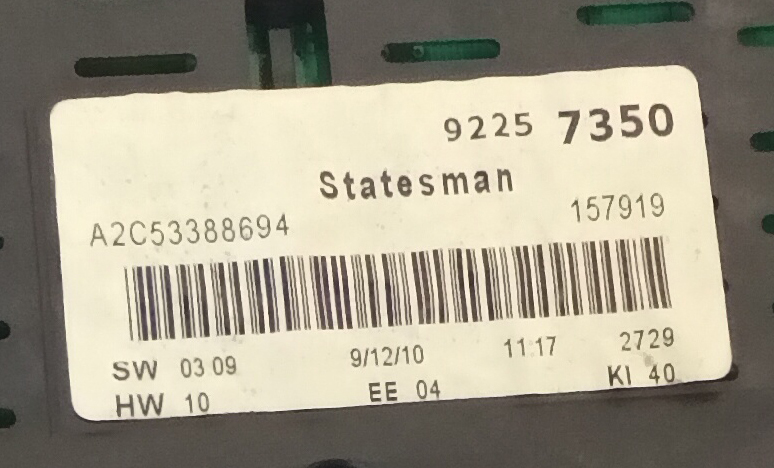 9225 7350
Statesman
A2C53388694 157919
SW 03 09 9/12/10 11:17 2729
HW 10 EE 04 KI 40